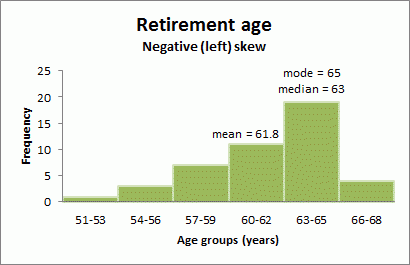 Retirement age
Negative (left) skew
25
20
15
10
5
0
Frequency
mode = 65
median = 63
mean = 61.8
51-53 54-56 57-59 60-62 63-65 66-68
Age groups (years)